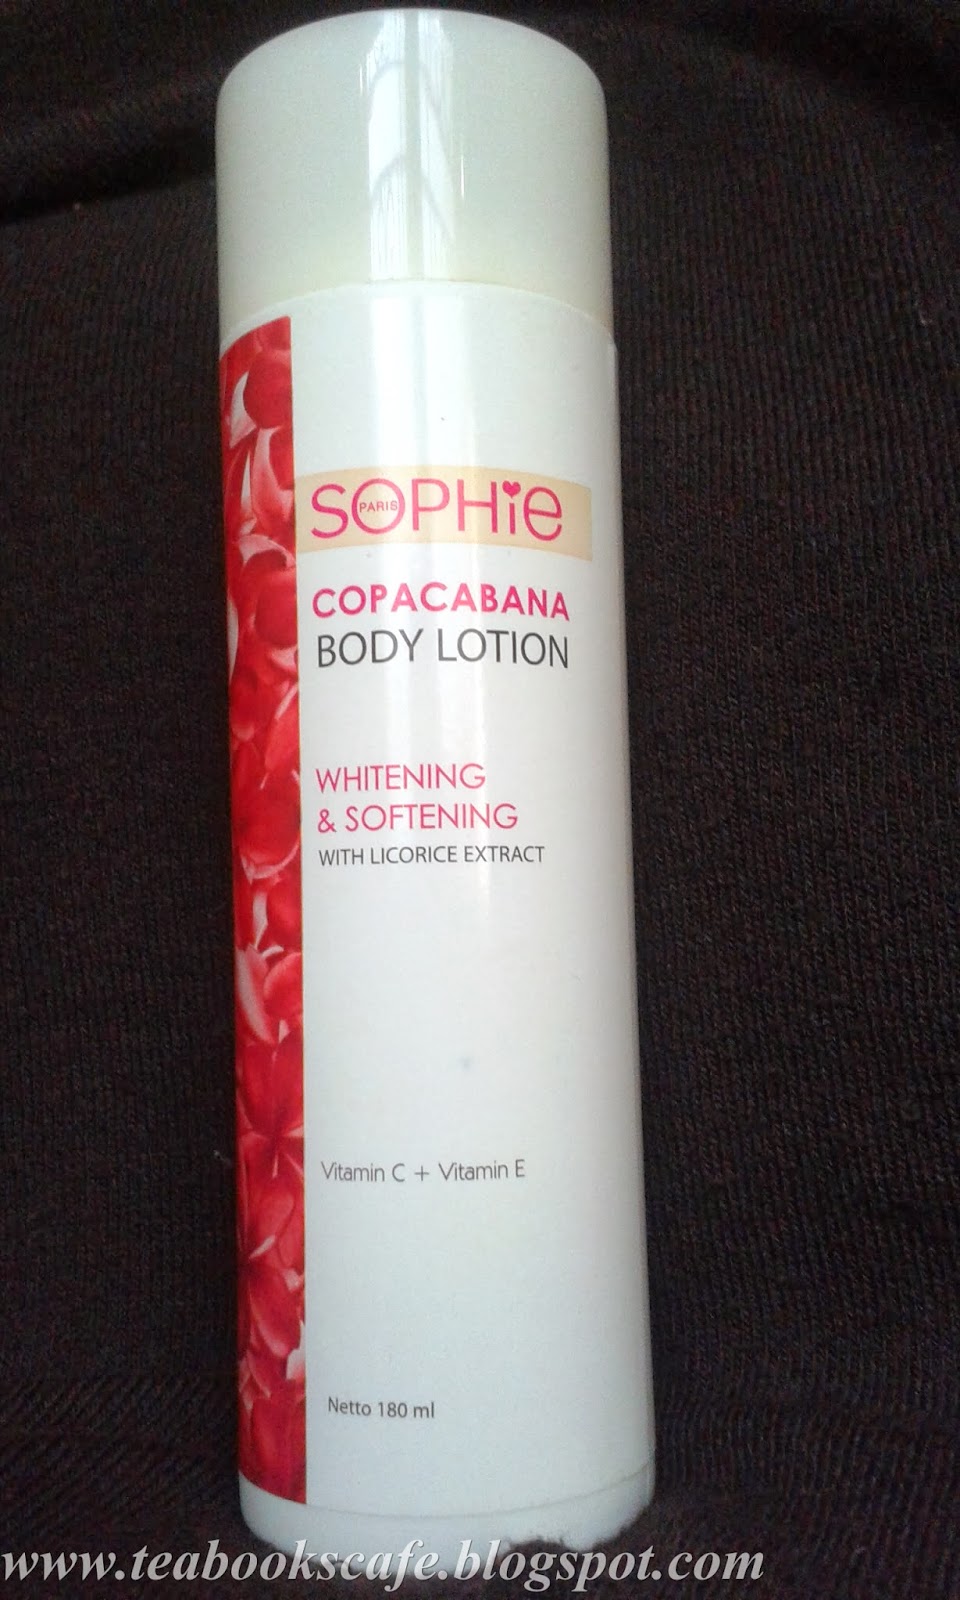 SOPHie
PARIS
COPACABANA
BODY LOTION
WHITENING
& SOFTENING
WITH LICORICE EXTRACT
Vitamin C + Vitamin E
Netto 180 ml
www.teabookscafe.blogspot.com